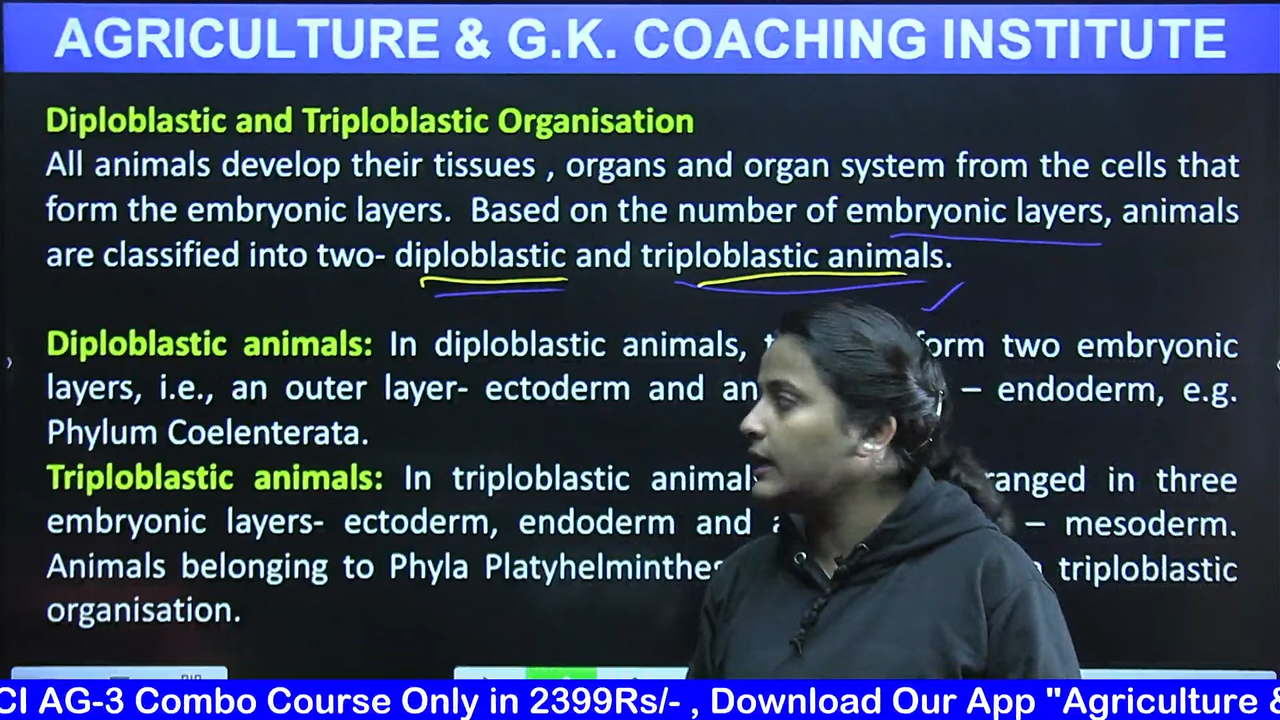 AGRICULTURE & G.K. COACHING INSTITUTE
Diploblastic and Triploblastic Organisation
All animals develop their tissues , organs and organ system from the cells that
form the embryonic layers. Based on the number of embryonic layers, animals
are classified into two- diploblastic and triploblastic animals.
Diploblastic animals: In diploblastic animals, form two embryonic
layers, i.e., an outer layer- ectoderm and an – endoderm, e.g.
Phylum Coelenterata.
Triploblastic animals: In triploblastic in three
embryonic layers- ectoderm, endoderm and – mesoderm.
Animals belonging to Phyla triploblastic
organisation.
CI AG-3 Combo Course Only in 2399Rs/- , Download Our App "Agriculture &